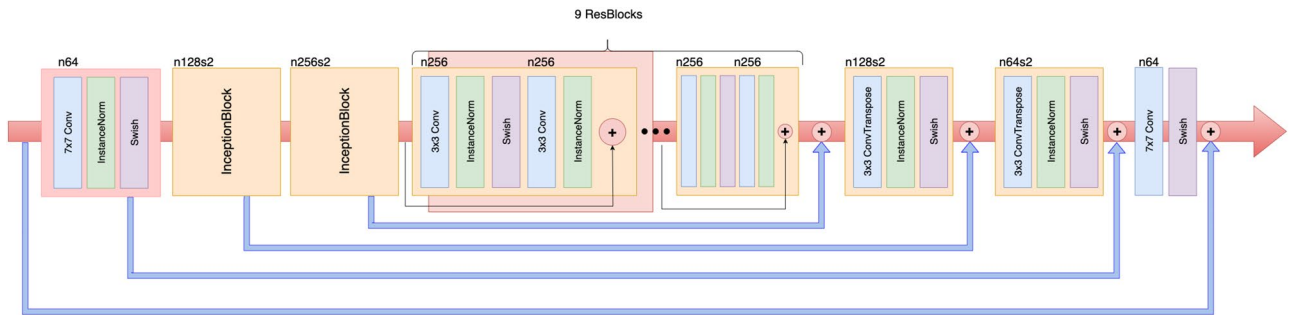 9 ResBlocks
n64
n128s2
n256s2
n256
n256
n256
n256
n128s2
n64s2
n64
7x7 Conv
InstanceNorm
Swish
InceptionBlock
InceptionBlock
3x3 Conv
InstanceNorm
Swish
3x3 Conv
InstanceNorm
+
•••
+
+
3x3 ConvTranspose
InstanceNorm
Swish
+
3x3 ConvTranspose
InstanceNorm
Swish
+
7x7 Conv
Swish
+